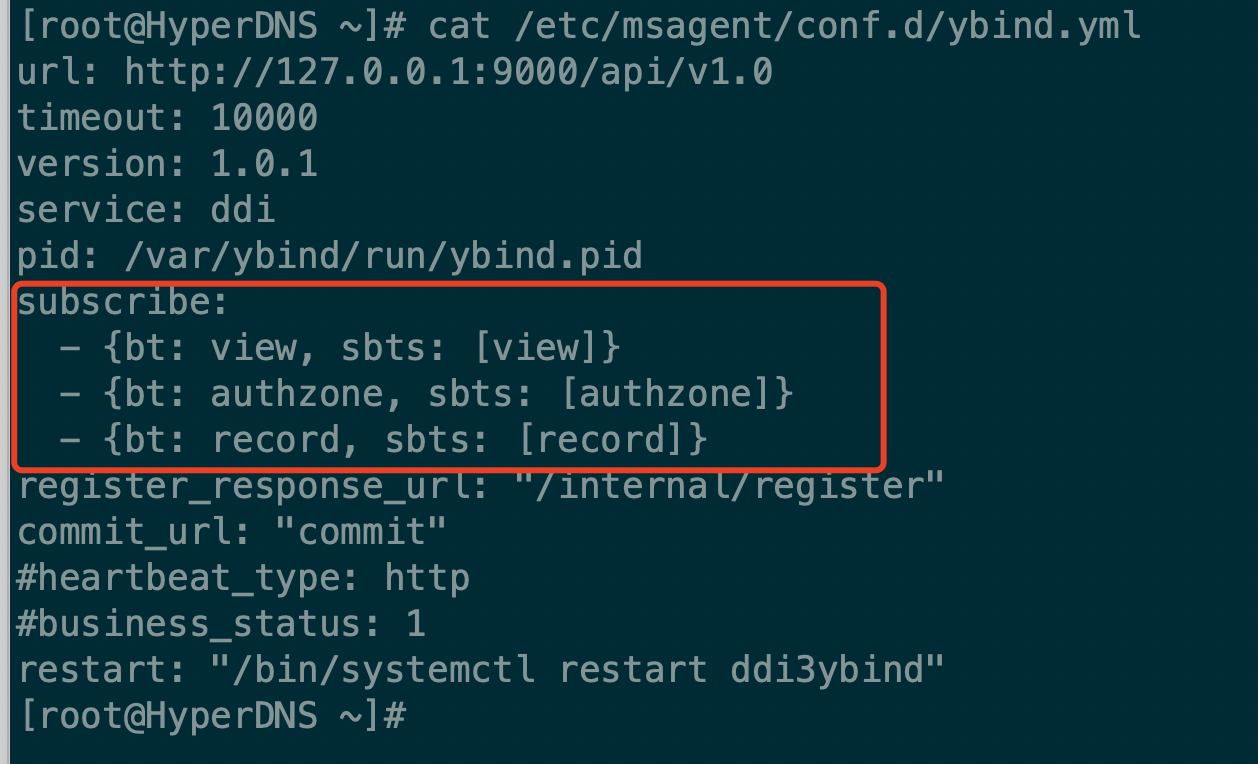 [root@HyperDNS ~]# cat /etc/msagent/conf.d/ybind.yml
url: http://127.0.0.1:9000/api/v1.0
timeout: 10000
version: 1.0.1
service: ddi
pid: /var/ybind/run/ybind.pid
subscribe:
  - {bt: view, sbts: [view]}
  - {bt: authzone, sbts: [authzone]}
  - {bt: record, sbts: [record]}
register_response_url: "/internal/register"
commit_url: "commit"
#heartbeat_type: http
#business_status: 1
restart: "/bin/systemctl restart ddi3ybind"
[root@HyperDNS ~]#